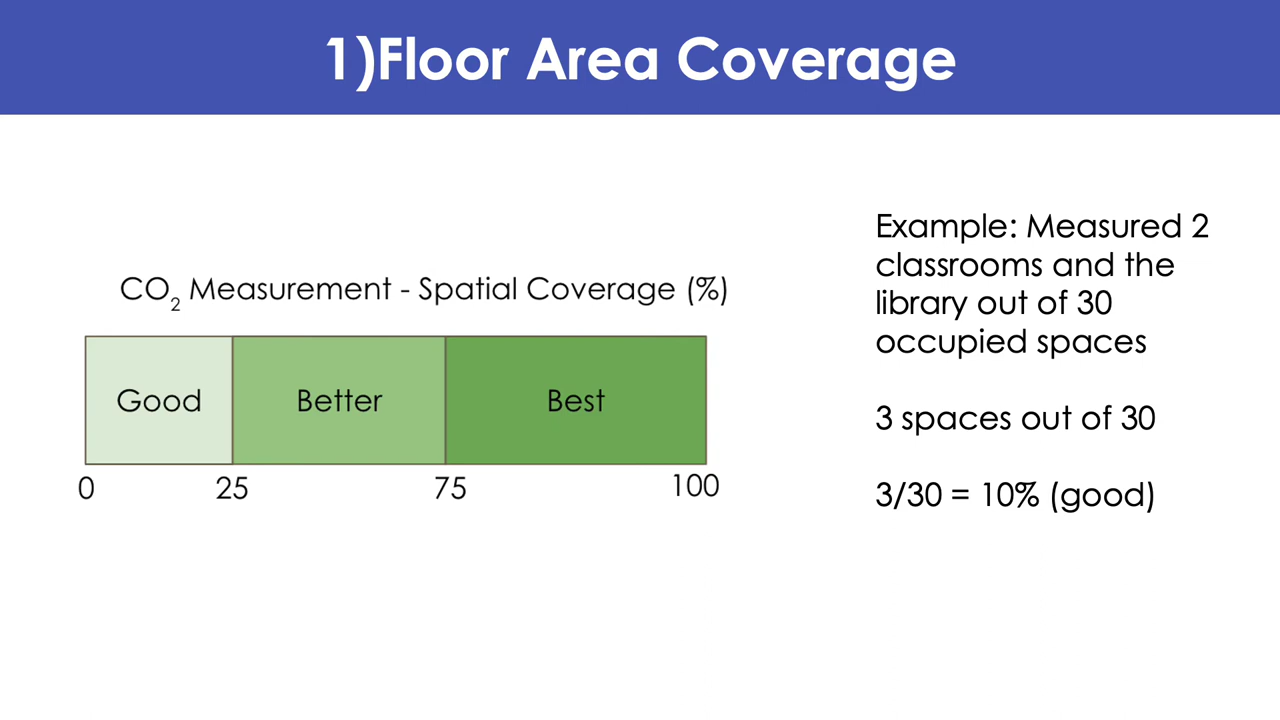 1)Floor Area Coverage
CO₂ Measurement - Spatial Coverage (%)
Good Better Best
0 25 75 100
Example: Measured 2
classrooms and the
library out of 30
occupied spaces
3 spaces out of 30
3/30 = 10% (good)